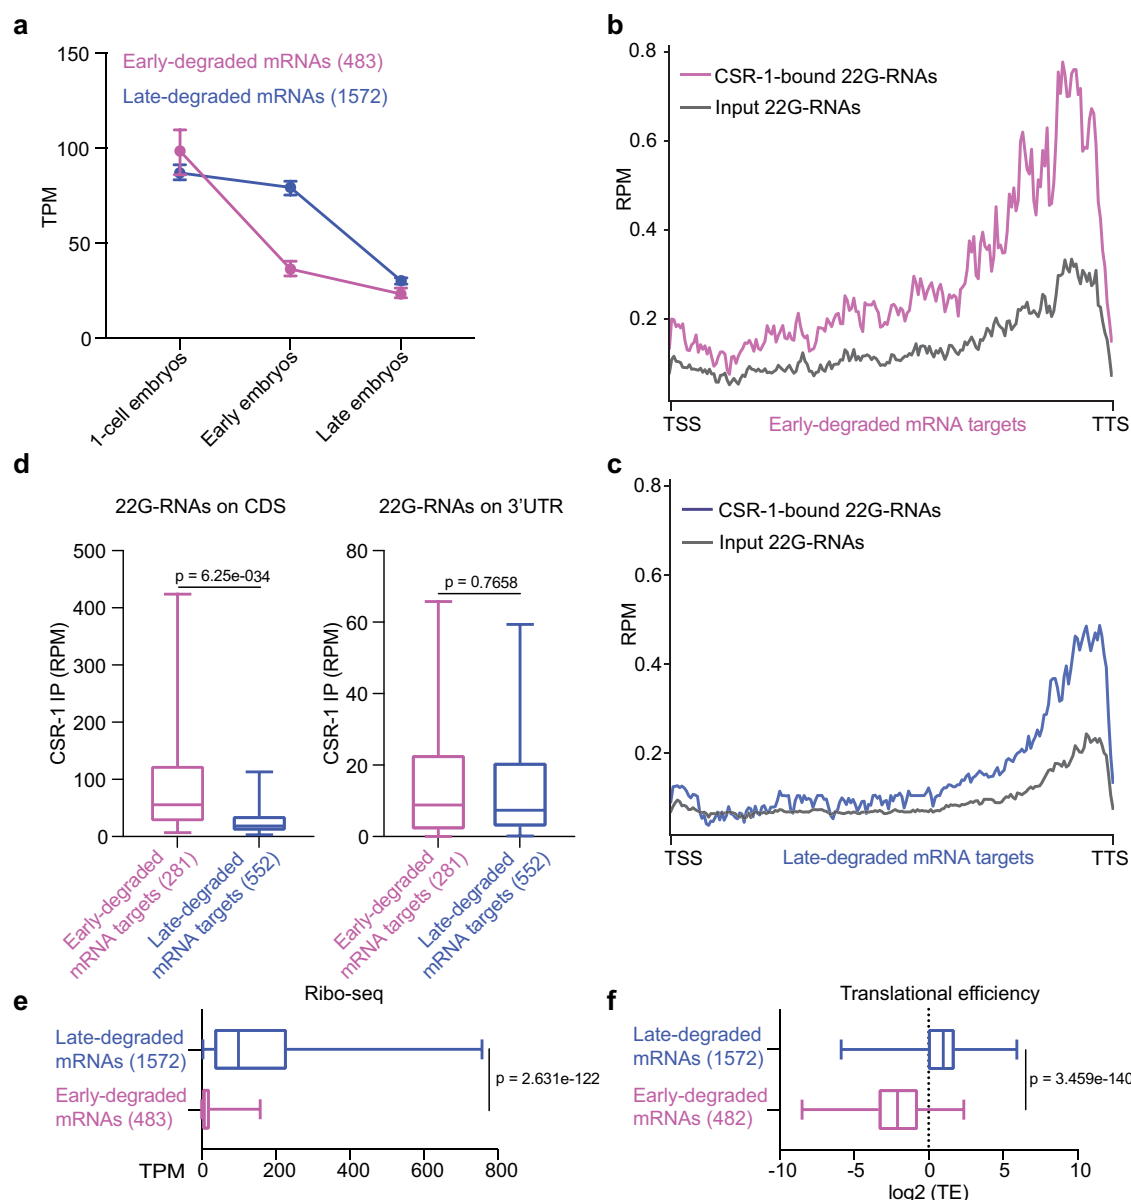 a
150
100
50
0
TPM
Early-degraded mRNAs (483)
Late-degraded mRNAs (1572)
1-cell embryos
Early embryos
Late embryos
b
0.8
0.6
0.4
0.2
RPM
CSR-1-bound 22G-RNAs
Input 22G-RNAs
TSS
Early-degraded mRNA targets
TTS
c
0.8
0.6
0.4
0.2
RPM
CSR-1-bound 22G-RNAs
Input 22G-RNAs
TSS
Late-degraded mRNA targets
TTS
d
22G-RNAs on CDS
500
400
300
200
100
0
CSR-1 IP (RPM)
p = 6.25e-034
Early-degraded
mRNA targets (281)
Late-degraded
mRNA targets (552)
22G-RNAs on 3'UTR
80
60
40
20
0
CSR-1 IP (RPM)
p = 0.7658
Early-degraded
mRNA targets (281)
Late-degraded
mRNA targets (552)
e
Ribo-seq
Late-degraded
mRNAs (1572)
Early-degraded
mRNAs (483)
p = 2.631e-122
TPM 0 200 400 600 800
f
Translational efficiency
Late-degraded
mRNAs (1572)
Early-degraded
mRNAs (482)
p = 3.459e-140
-10 -5 0 5 10
log2 (TE)